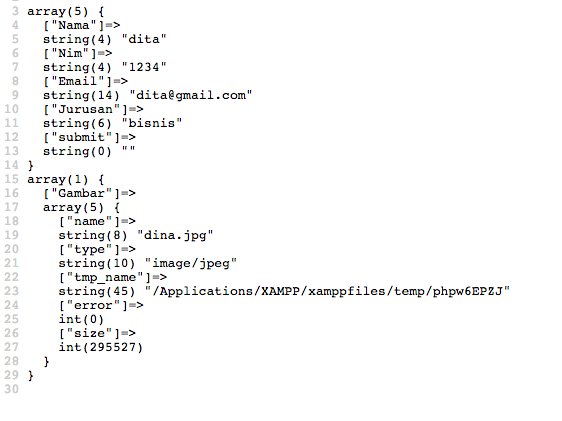 3 array(5) {
4   ["Nama"]=>
5   string(4) "dita"
6   ["Nim"]=>
7   string(4) "1234"
8   ["Email"]=>
9   string(14) "dita@gmail.com"
10   ["Jurusan"]=>
11   string(6) "bisnis"
12   ["submit"]=>
13   string(0) ""
14 }
15 array(1) {
16   ["Gambar"]=>
17   array(5) {
18     ["name"]=>
19     string(8) "dina.jpg"
20     ["type"]=>
21     string(10) "image/jpeg"
22     ["tmp_name"]=>
23     string(45) "/Applications/XAMPP/xamppfiles/temp/phpw6EPZJ"
24     ["error"]=>
25     int(0)
26     ["size"]=>
27     int(295527)
28   }
29 }
30